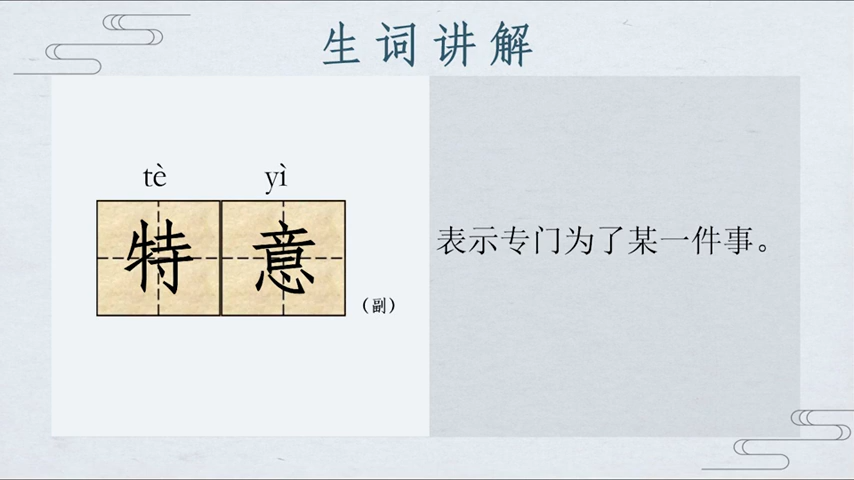 生词讲解
tè yì
特意
（副）
表示专门为了某一件事。